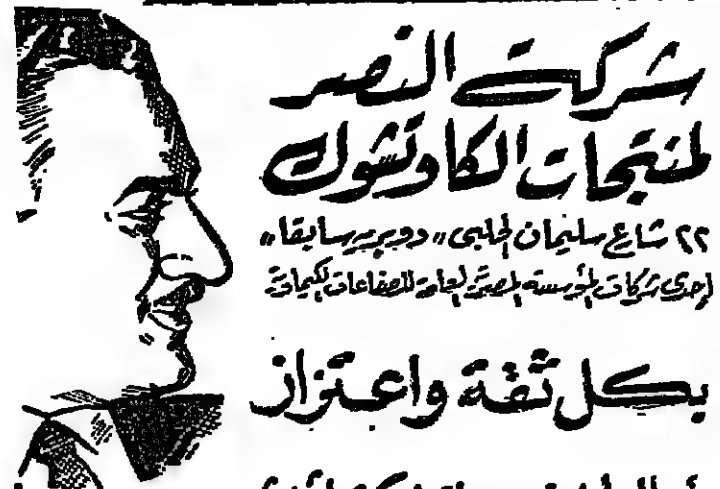 شركة النصر
لمنتجات الكاوتشوك
٢٢ شارع سليمان الحلبى "دوبريه سابقا"
إحدى شركات المؤسسة المصرية العامة للصناعات الكيماوية
بكل ثقة واعتزاز